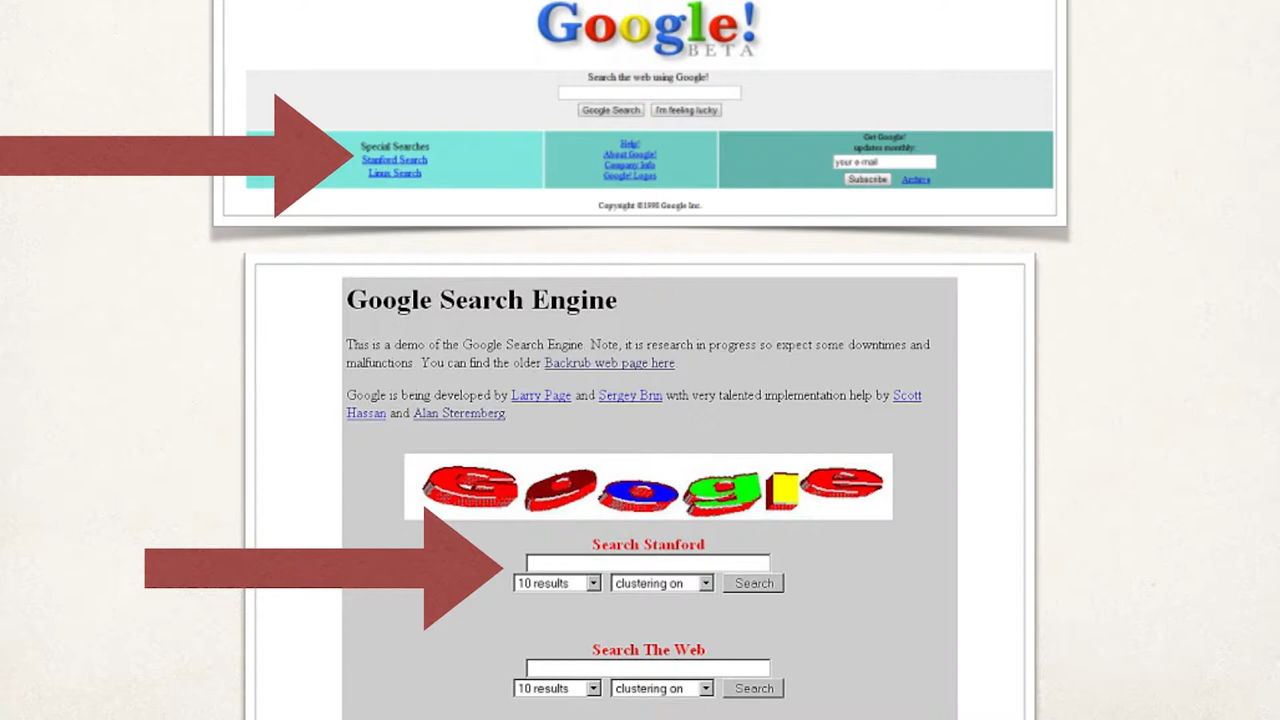 Google!
BETA
Search the web using Google!
Google Search I'm feeling lucky
Special Searches
Stanford Search
Linux Search
Help!
About Google!
Company Info
Google! Logos
Get Google!
updates monthly:
your e-mail
Subscribe Archive
Copyright ©1998 Google Inc.
Google Search Engine
This is a demo of the Google Search Engine. Note, it is research in progress so expect some downtimes and
malfunctions. You can find the older Backrub web page here
Google is being developed by Larry Page and Sergey Brin with very talented implementation help by Scott
Hassan and Alan Steremberg.
Google
Search Stanford
10 results clustering on Search
Search The Web
10 results clustering on Search